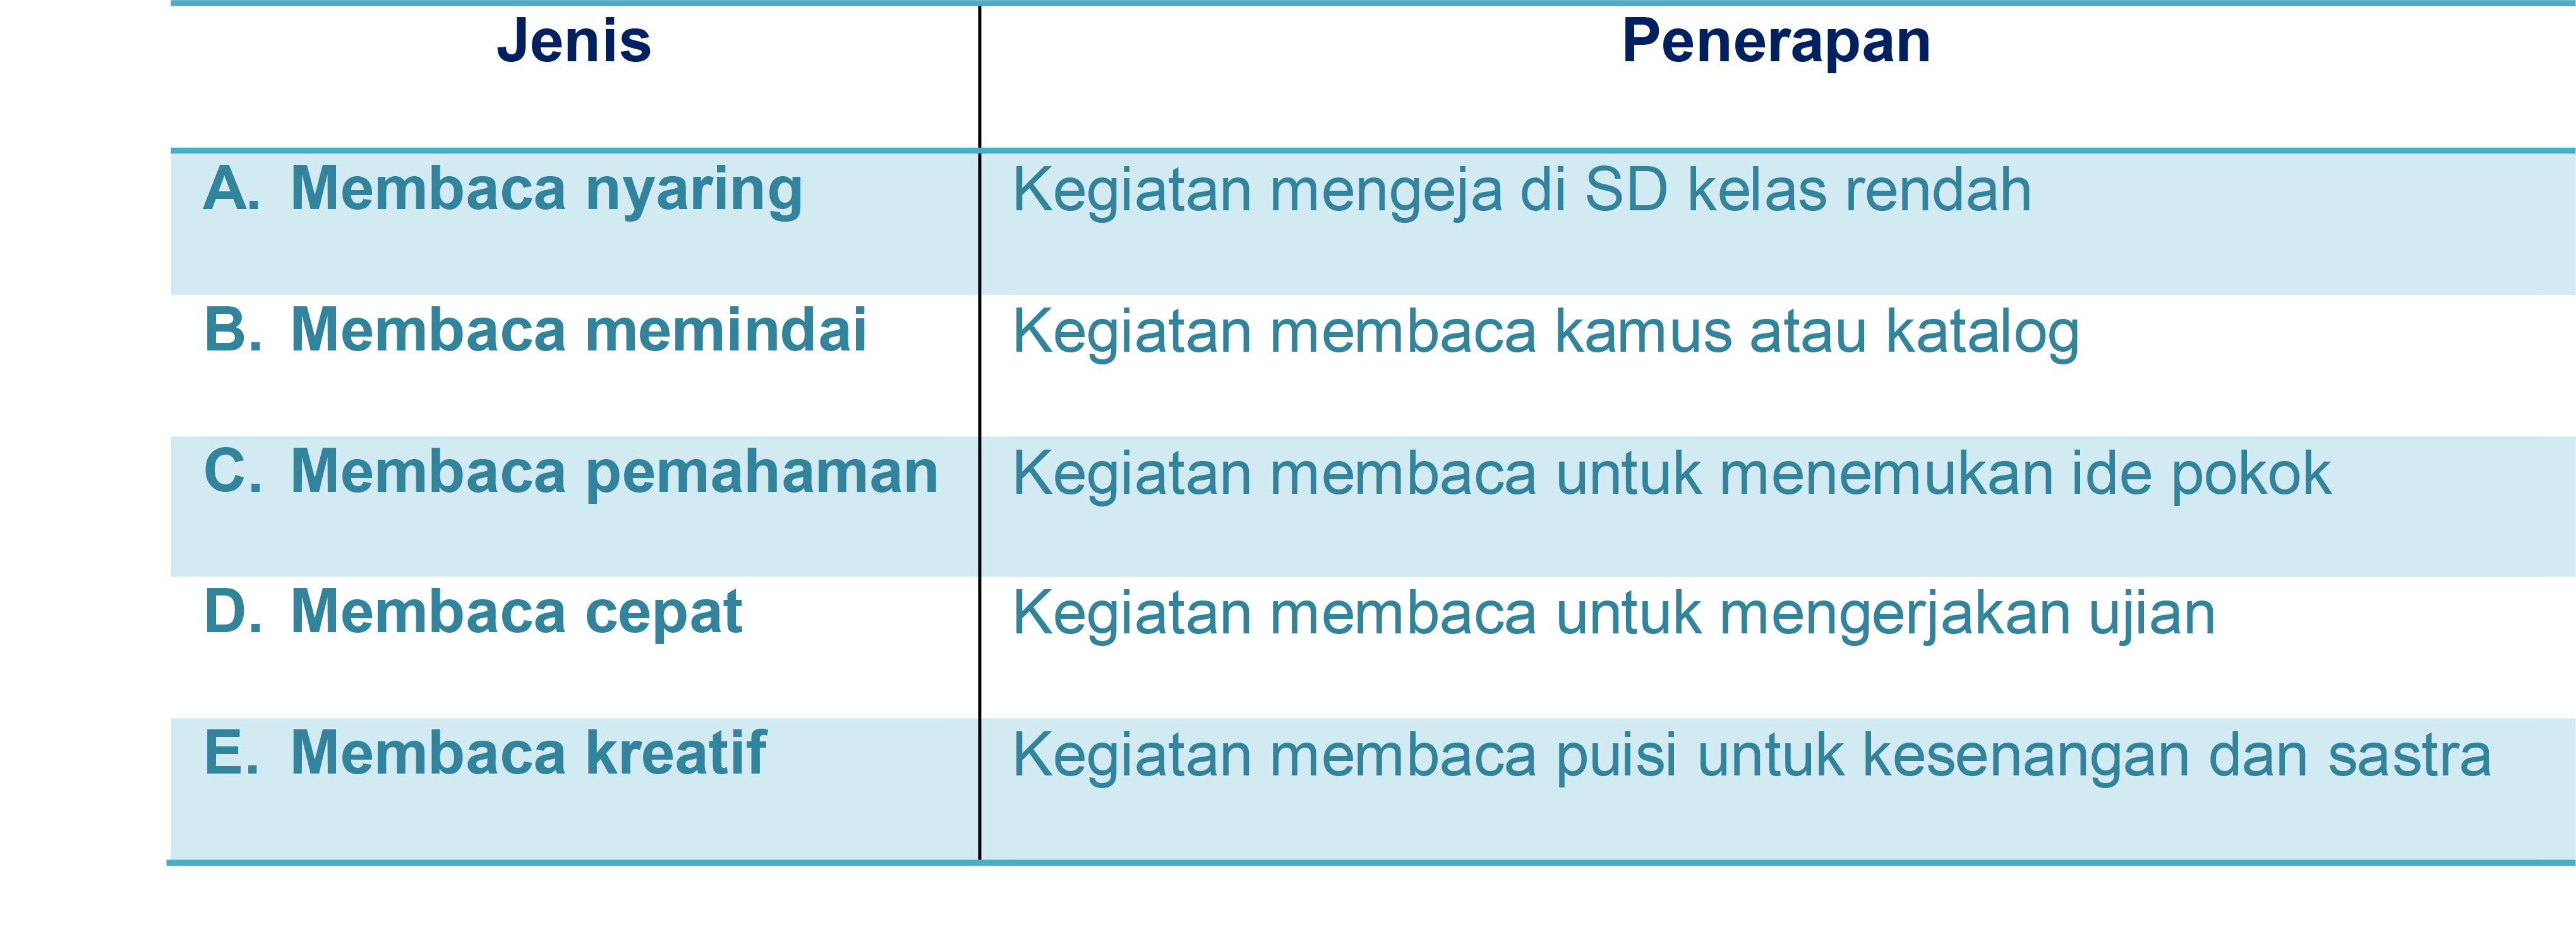 Jenis Penerapan
A. Membaca nyaring Kegiatan mengeja di SD kelas rendah
B. Membaca memindai Kegiatan membaca kamus atau katalog
C. Membaca pemahaman Kegiatan membaca untuk menemukan ide pokok
D. Membaca cepat Kegiatan membaca untuk mengerjakan ujian
E. Membaca kreatif Kegiatan membaca puisi untuk kesenangan dan sastra